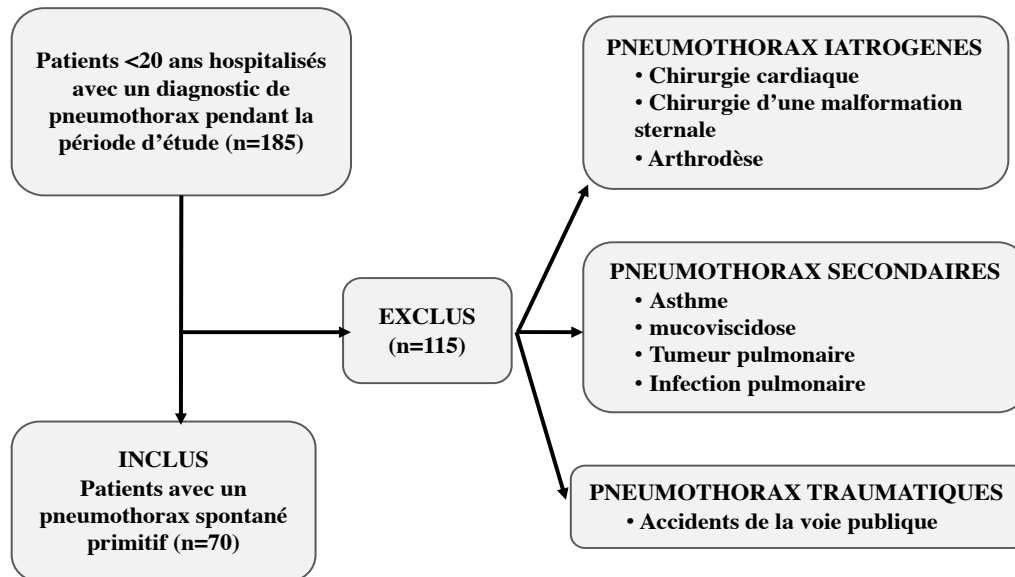 Patients <20 ans hospitalisés
avec un diagnostic de
pneumothorax pendant la
période d’étude (n=185)
EXCLUS
(n=115)
INCLUS
Patients avec un
pneumothorax spontané
primitif (n=70)
PNEUMOTHORAX IATROGENES
• Chirurgie cardiaque
• Chirurgie d’une malformation
sternale
• Arthrodèse
PNEUMOTHORAX SECONDAIRES
• Asthme
• mucoviscidose
• Tumeur pulmonaire
• Infection pulmonaire
PNEUMOTHORAX TRAUMATIQUES
• Accidents de la voie publique